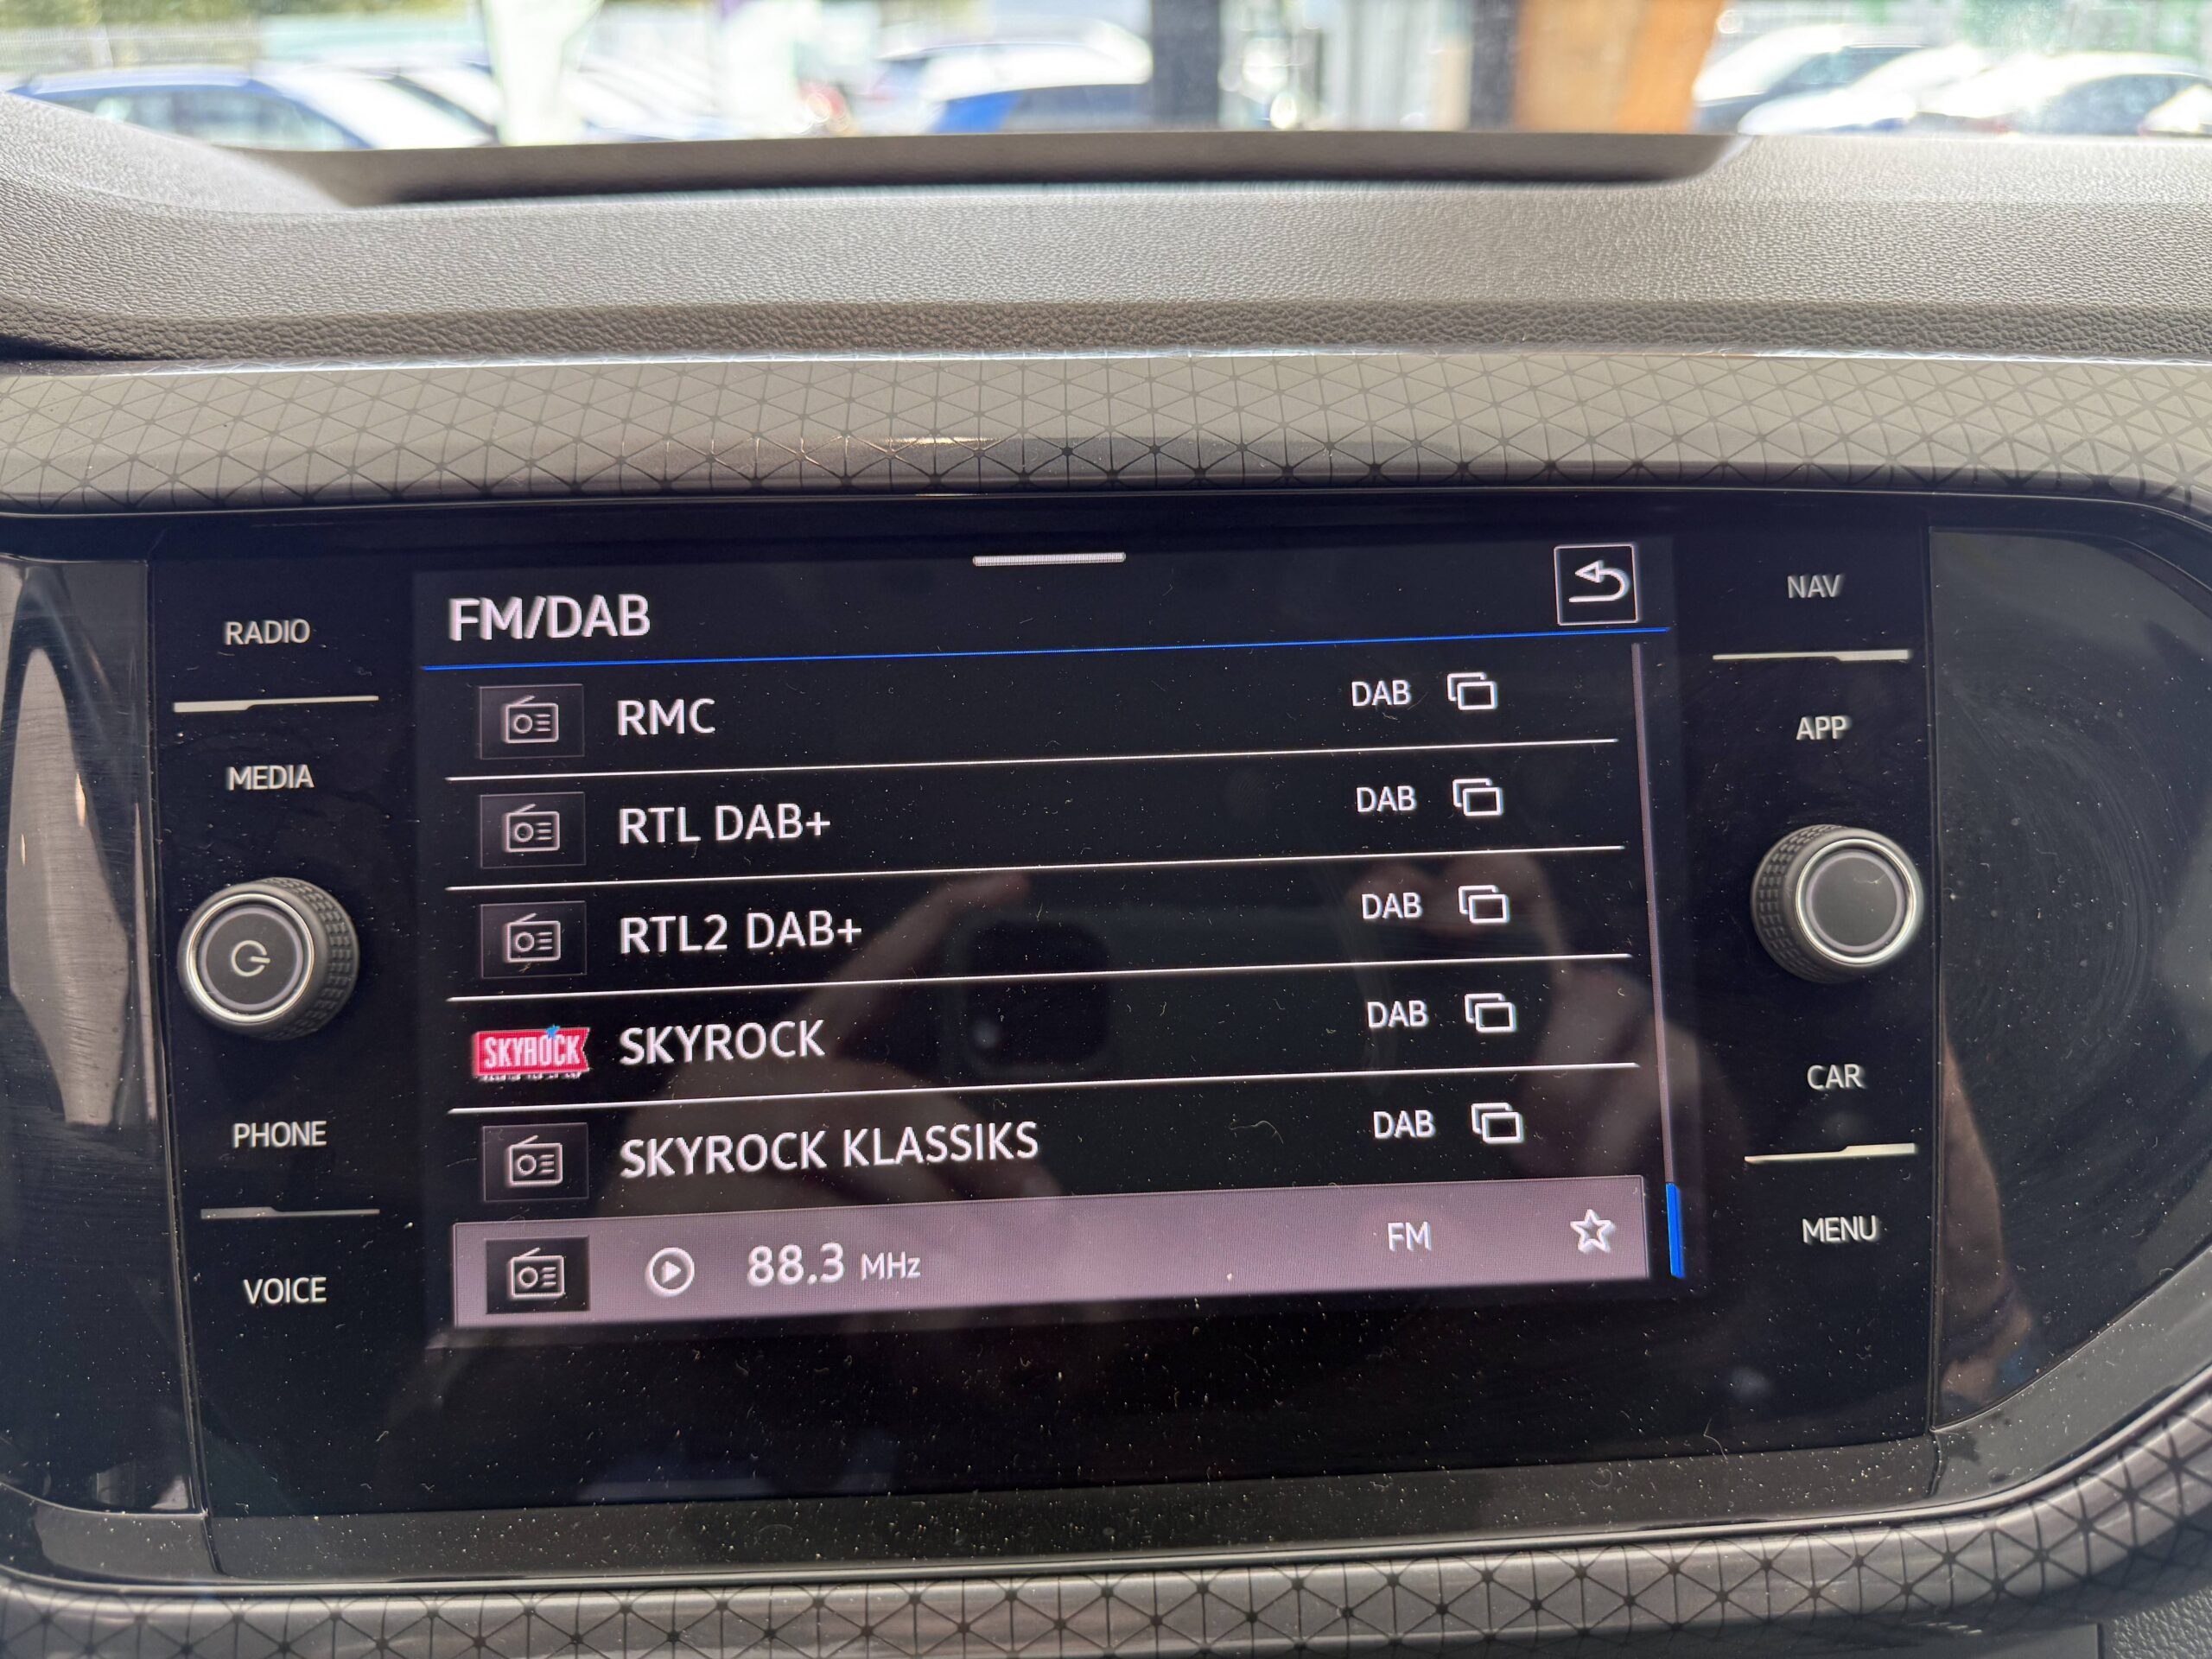 FM/DAB
RADIO
MEDIA
PHONE
VOICE
RMC DAB
RTL DAB+ DAB
RTL2 DAB+ DAB
SKYROCK SKYROCK DAB
SKYROCK KLASSIKS DAB
88.3 MHz FM
NAV
APP
CAR
MENU